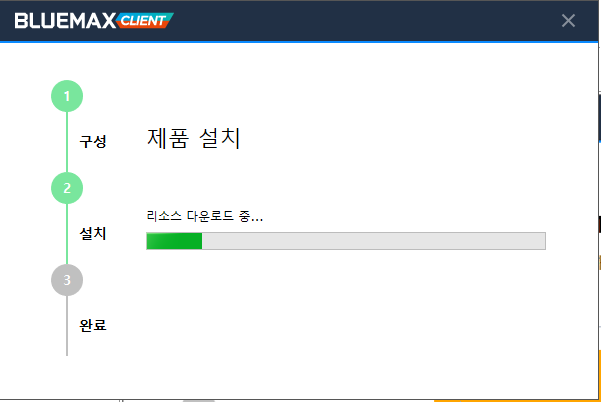 BLUEMAX CLIENT
1
구성
제품 설치
2
설치
리소스 다운로드 중...
3
완료